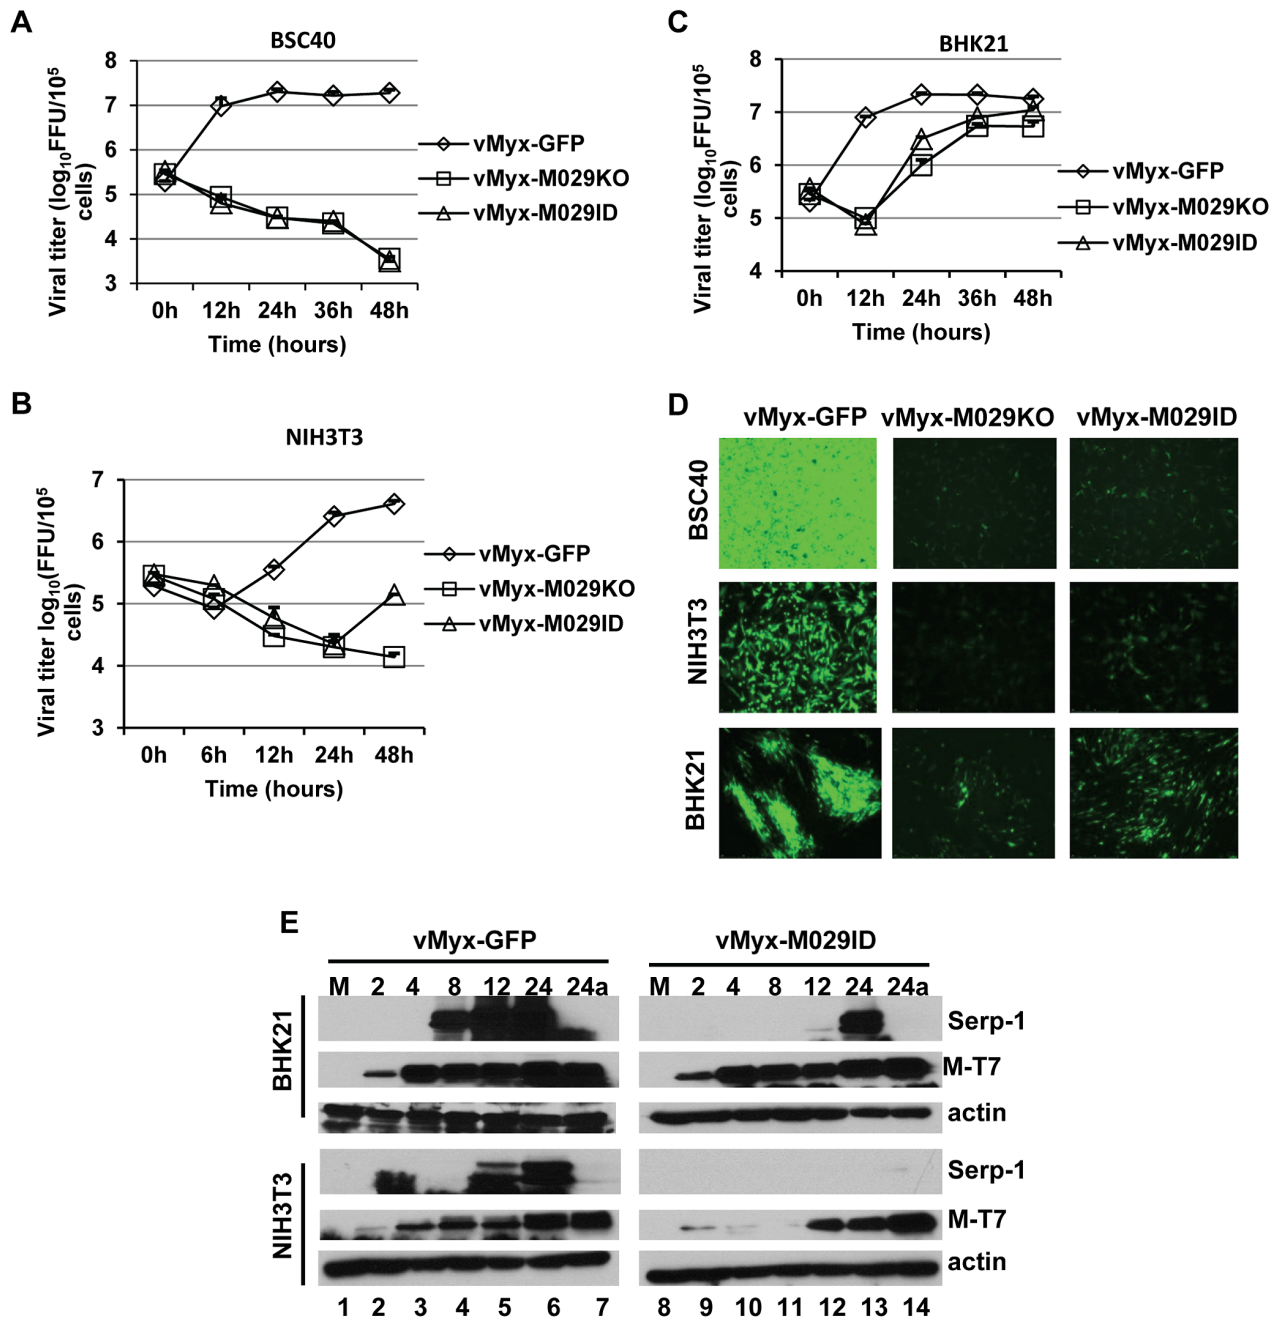 A
BSC40
Viral titer (log10FFU/10^5 cells)
8
7
6
5
4
3
0h 12h 24h 36h 48h
Time (hours)
vMyx-GFP
vMyx-M029KO
vMyx-M029ID
C
BHK21
Viral titer (log10FFU/10^5 cells)
8
7
6
5
4
0h 12h 24h 36h 48h
Time (hours)
vMyx-GFP
vMyx-M029KO
vMyx-M029ID
B
NIH3T3
Viral titer log10(FFU/10^5 cells)
7
6
5
4
3
0h 6h 12h 24h 48h
Time (hours)
vMyx-GFP
vMyx-M029KO
vMyx-M029ID
D
vMyx-GFP vMyx-M029KO vMyx-M029ID
BSC40
NIH3T3
BHK21
E
vMyx-GFP vMyx-M029ID
M 2 4 8 12 24 24a M 2 4 8 12 24 24a
BHK21
Serp-1
M-T7
actin
NIH3T3
Serp-1
M-T7
actin
1 2 3 4 5 6 7 8 9 10 11 12 13 14